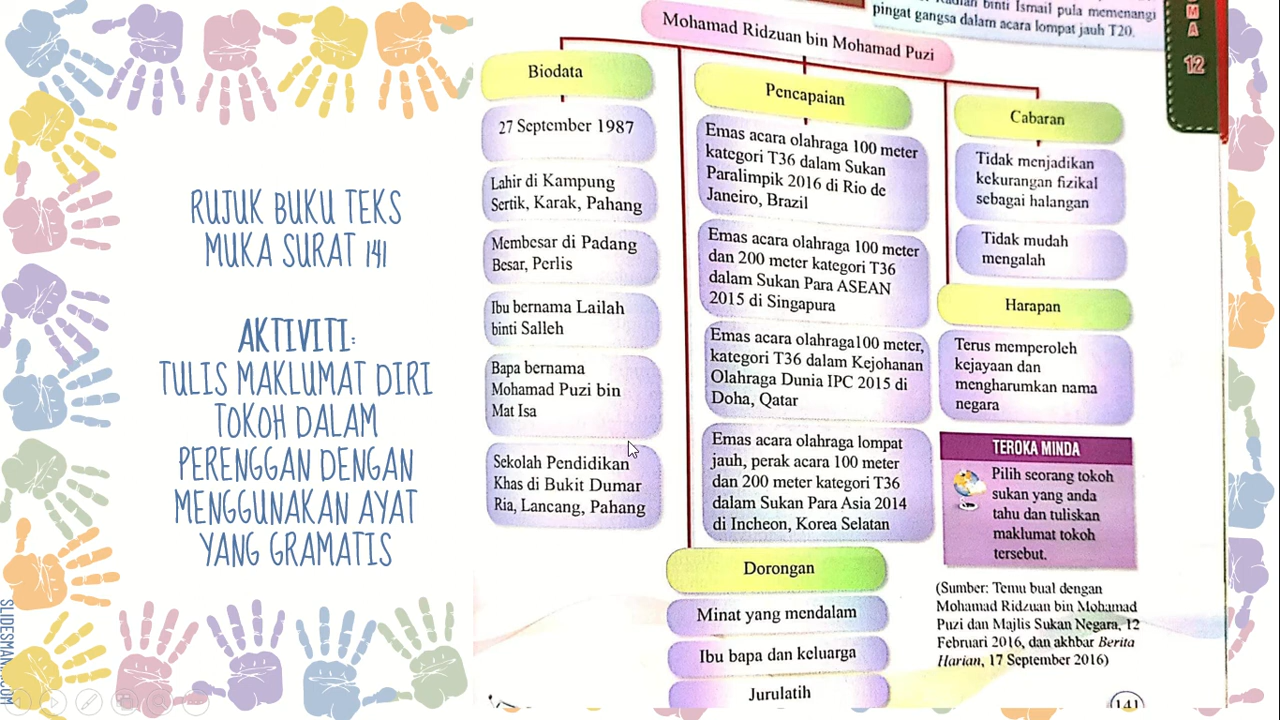 RUJUK BUKU TEKS
MUKA SURAT 141
AKTIVITI:
TULIS MAKLUMAT DIRI
TOKOH DALAM
PERENGGAN DENGAN
MENGGUNAKAN AYAT
YANG GRAMATIS
SLIDESMANIA.COM
binti Ismail pula memenangi
pingat gangsa dalam acara lompat jauh T20.
M
A
12
Mohamad Ridzuan bin Mohamad Puzi
Biodata
27 September 1987
Lahir di Kampung
Sertik, Karak, Pahang
Membesar di Padang
Besar, Perlis
Ibu bernama Lailah
binti Salleh
Bapa bernama
Mohamad Puzi bin
Mat Isa
Sekolah Pendidikan
Khas di Bukit Dumar
Ria, Lancang, Pahang
Pencapaian
Emas acara olahraga 100 meter
kategori T36 dalam Sukan
Paralimpik 2016 di Rio de
Janeiro, Brazil
Emas acara olahraga 100 meter
dan 200 meter kategori T36
dalam Sukan Para ASEAN
2015 di Singapura
Emas acara olahraga100 meter,
kategori T36 dalam Kejohanan
Olahraga Dunia IPC 2015 di
Doha, Qatar
Emas acara olahraga lompat
jauh, perak acara 100 meter
dan 200 meter kategori T36
dalam Sukan Para Asia 2014
di Incheon, Korea Selatan
Dorongan
Minat yang mendalam
Ibu bapa dan keluarga
Jurulatih
Cabaran
Tidak menjadikan
kekurangan fizikal
sebagai halangan
Tidak mudah
mengalah
Harapan
Terus memperoleh
kejayaan dan
mengharumkan nama
negara
TEROKA MINDA
Pilih seorang tokoh
sukan yang anda
tahu dan tuliskan
maklumat tokoh
tersebut.
(Sumber: Temu bual dengan
Mohamad Ridzuan bin Mohamad
Puzi dan Majlis Sukan Negara, 12
Februari 2016, dan akhbar Berita
Harian, 17 September 2016)
141